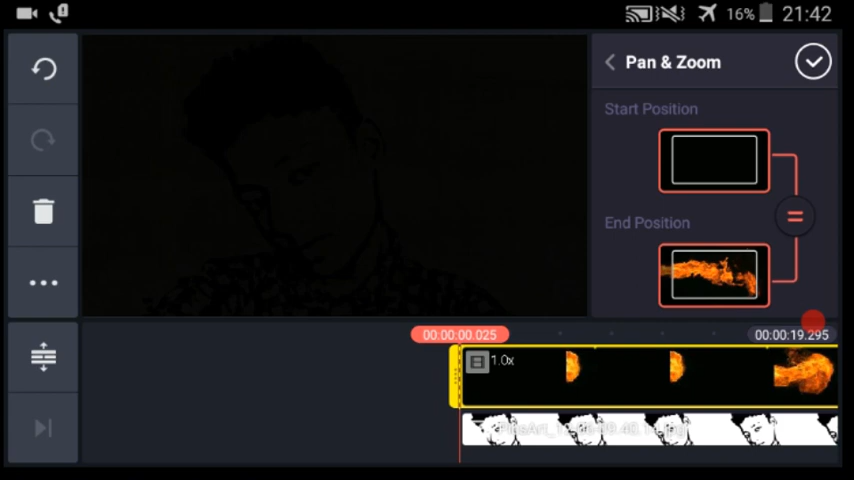 16% 21:42
Pan & Zoom
Start Position
End Position
=
00:00:00.025
00:00:19.295
1.0x